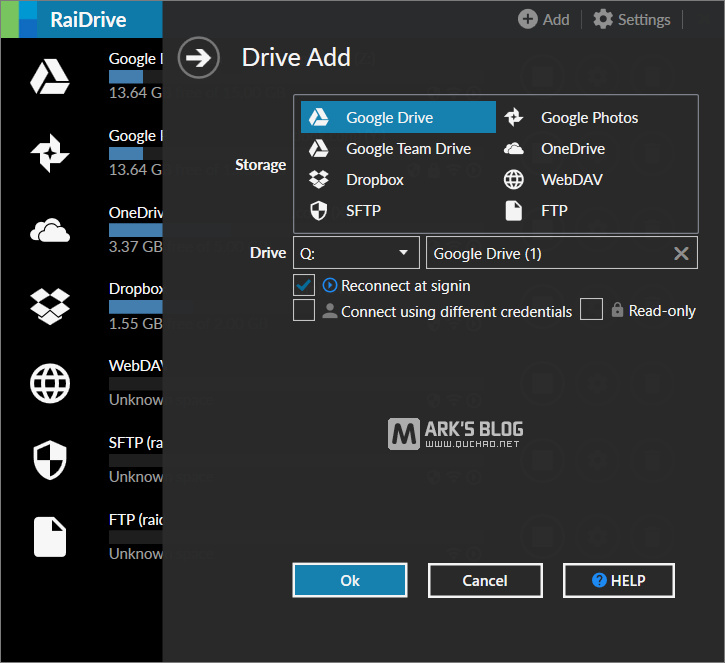 RaiDrive
Add
Settings
Google
13.64 G
Google
13.64 G
OneDriv
3.37 GB
Dropbox
1.55 GB
WebDAV
Unknow
SFTP (ra
Unknow
FTP (raid
Unknow
Drive Add
Storage
Google Drive
Google Photos
Google Team Drive
OneDrive
Dropbox
WebDAV
SFTP
FTP
Drive
Q:
Google Drive (1)
Reconnect at signin
Connect using different credentials
Read-only
MARK'S BLOG
WWW.QUCHAO.NET
Ok
Cancel
HELP